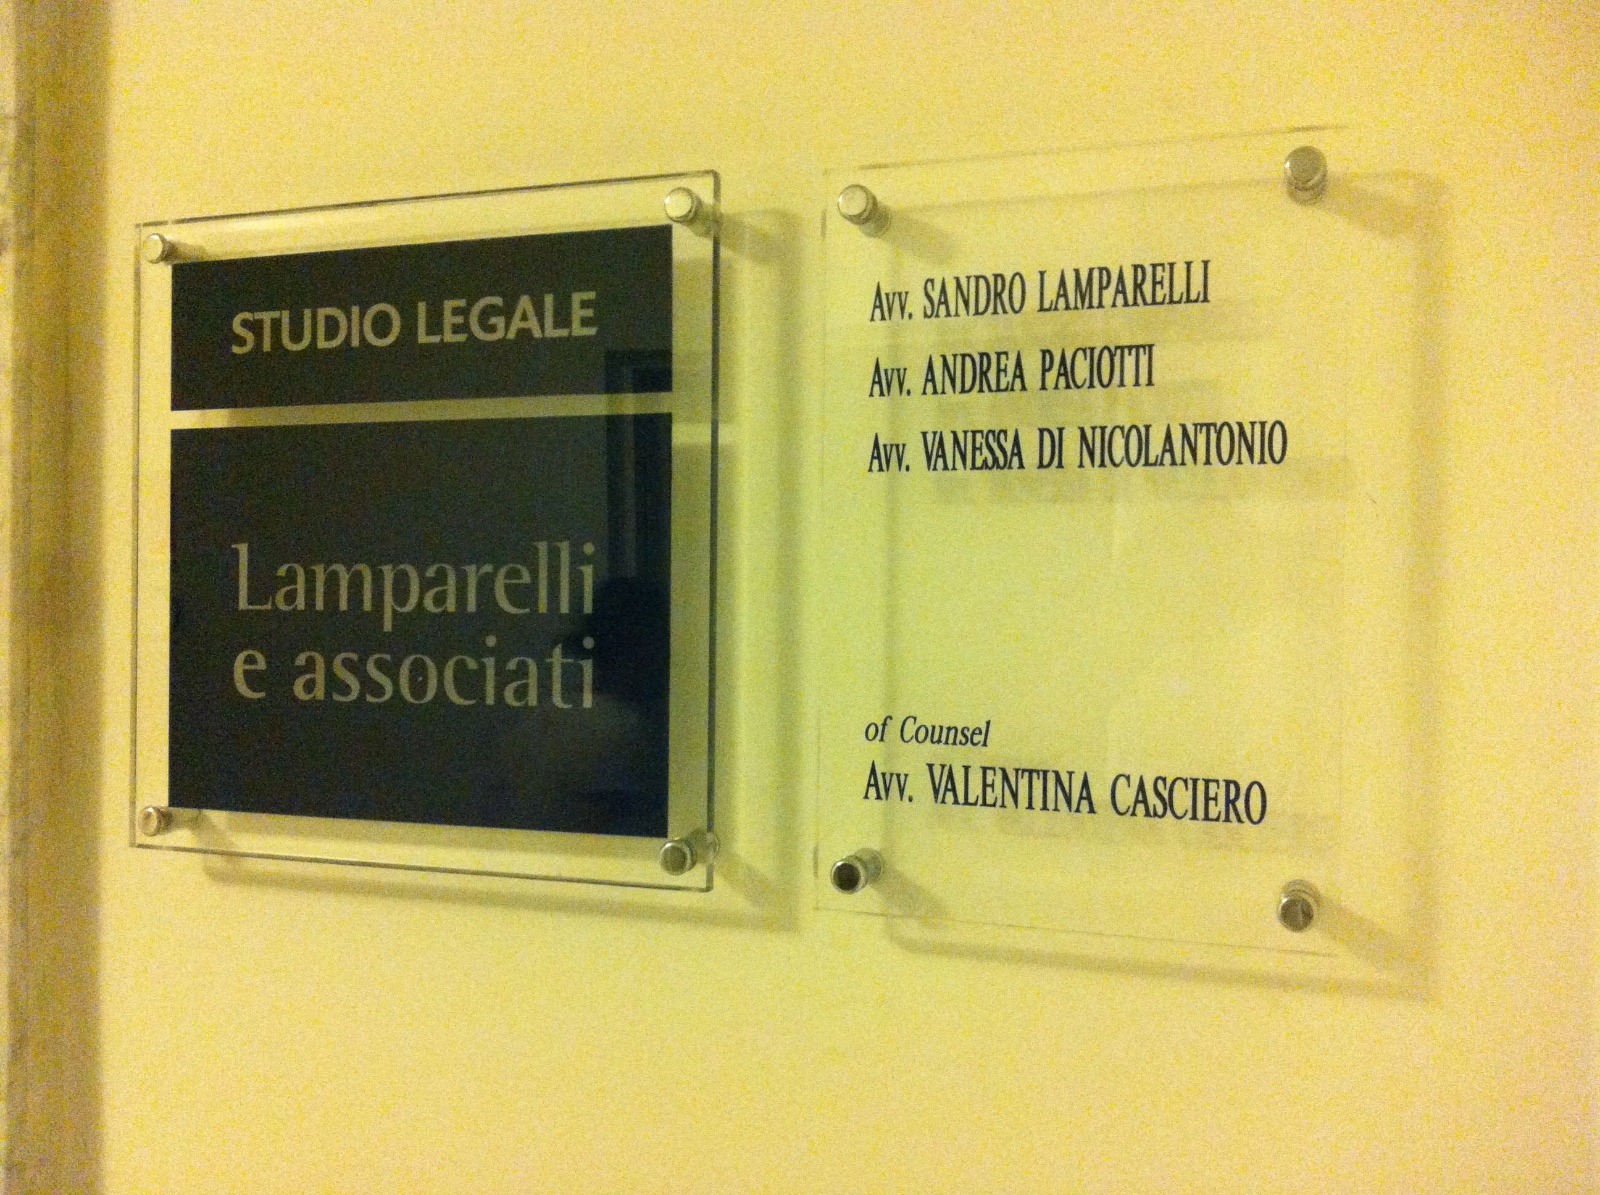 STUDIO LEGALE
Lamparelli
e associati
Avv. SANDRO LAMPARELLI
Avv. ANDREA PACIOTTI
Avv. VANESSA DI NICOLANTONIO
of Counsel
Avv. VALENTINA CASCIERO